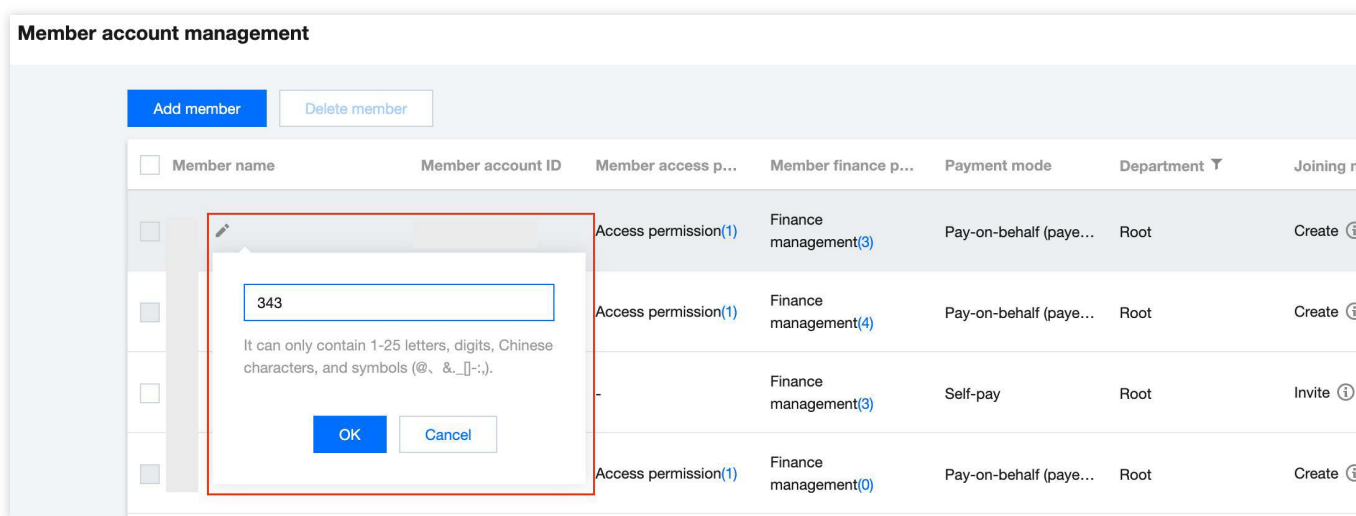 Member account management
Add member Delete member
Member name Member account ID Member access p... Member finance p... Payment mode Department Joining
Access permission(1) Finance management(3) Pay-on-behalf (paye... Root Create
343
It can only contain 1-25 letters, digits, Chinese
characters, and symbols (@、&._[]-:,).
OK Cancel
Access permission(1) Finance management(4) Pay-on-behalf (paye... Root Create
- Finance management(3) Self-pay Root Invite
Access permission(1) Finance management(0) Pay-on-behalf (paye... Root Create